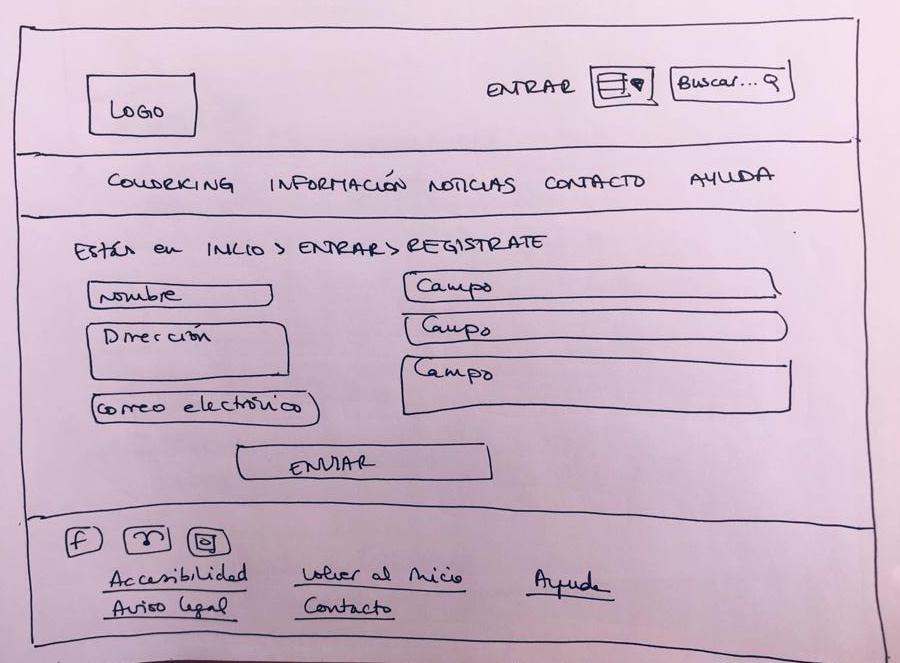 LOGO
ENTRAR
Buscar...
COWORKING INFORMACIÓN NOTICIAS CONTACTO AYUDA
Estás en INICIO > ENTRAR > REGISTRATE
nombre
Dirección
correo electrónico
Campo
Campo
Campo
ENVIAR
f
Accesibilidad Volver al inicio Ayuda
Aviso legal Contacto